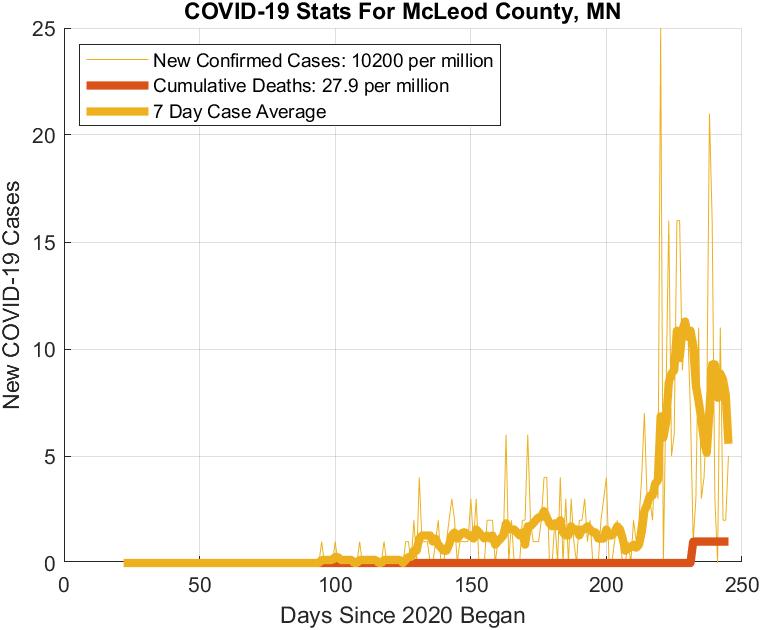 COVID-19 Stats For McLeod County, MN
25
New Confirmed Cases: 10200 per million
Cumulative Deaths: 27.9 per million
7 Day Case Average
20
15
10
5
0
New COVID-19 Cases
0 50 100 150 200 250
Days Since 2020 Began